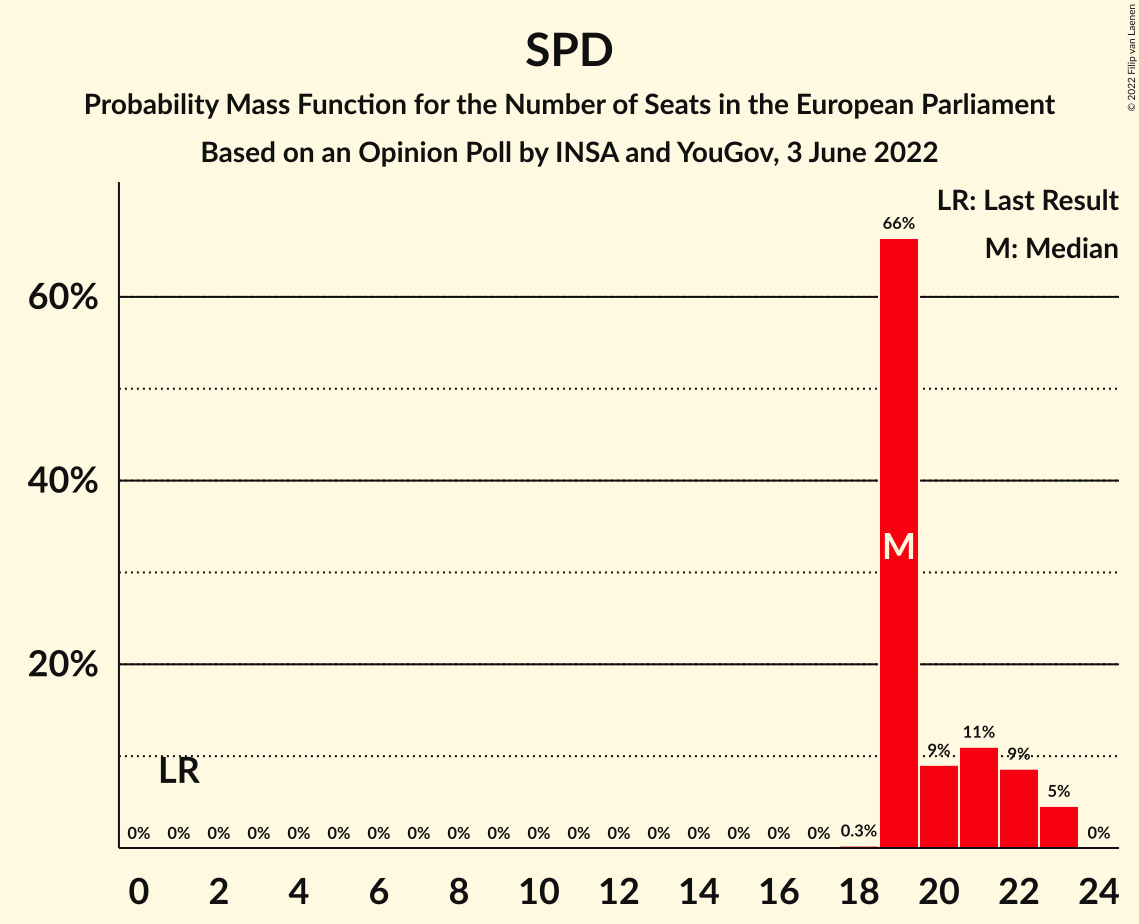 SPD
Probability Mass Function for the Number of Seats in the European Parliament
Based on an Opinion Poll by INSA and YouGov, 3 June 2022
© 2022 Filip van Laenen
LR: Last Result
M: Median
66%
60%
40%
M
20%
11%
9%
9%
LR
5%
0% 0% 0% 0% 0% 0% 0% 0% 0% 0% 0% 0% 0% 0% 0% 0% 0% 0% 0.3% 0%
0 2 4 6 8 10 12 14 16 18 20 22 24